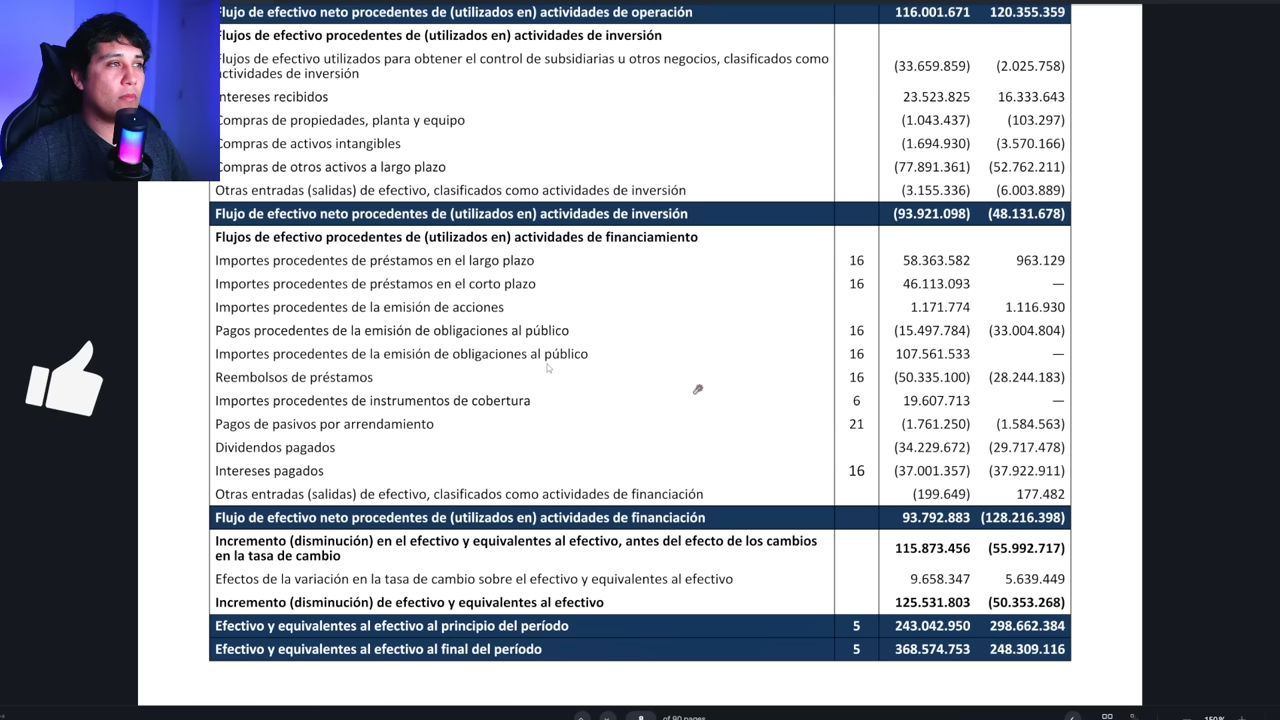 Flujo de efectivo neto procedentes de (utilizados en) actividades de operación 116.001.671 120.355.359
Flujos de efectivo procedentes de (utilizados en) actividades de inversión
Flujos de efectivo utilizados para obtener el control de subsidiarias u otros negocios, clasificados como
actividades de inversión (33.659.859) (2.025.758)
Intereses recibidos 23.523.825 16.333.643
Compras de propiedades, planta y equipo (1.043.437) (103.297)
Compras de activos intangibles (1.694.930) (3.570.166)
Compras de otros activos a largo plazo (77.891.361) (52.762.211)
Otras entradas (salidas) de efectivo, clasificados como actividades de inversión (3.155.336) (6.003.889)
Flujo de efectivo neto procedentes de (utilizados en) actividades de inversión (93.921.098) (48.131.678)
Flujos de efectivo procedentes de (utilizados en) actividades de financiamiento
Importes procedentes de préstamos en el largo plazo 16 58.363.582 963.129
Importes procedentes de préstamos en el corto plazo 16 46.113.093 —
Importes procedentes de la emisión de acciones 1.171.774 1.116.930
Pagos procedentes de la emisión de obligaciones al público 16 (15.497.784) (33.004.804)
Importes procedentes de la emisión de obligaciones al público 16 107.561.533 —
Reembolsos de préstamos 16 (50.335.100) (28.244.183)
Importes procedentes de instrumentos de cobertura 6 19.607.713 —
Pagos de pasivos por arrendamiento 21 (1.761.250) (1.584.563)
Dividendos pagados (34.229.672) (29.717.478)
Intereses pagados 16 (37.001.357) (37.922.911)
Otras entradas (salidas) de efectivo, clasificados como actividades de financiación (199.649) 177.482
Flujo de efectivo neto procedentes de (utilizados en) actividades de financiación 93.792.883 (128.216.398)
Incremento (disminución) en el efectivo y equivalentes al efectivo, antes del efecto de los cambios
en la tasa de cambio 115.873.456 (55.992.717)
Efectos de la variación en la tasa de cambio sobre el efectivo y equivalentes al efectivo 9.658.347 5.639.449
Incremento (disminución) de efectivo y equivalentes al efectivo 125.531.803 (50.353.268)
Efectivo y equivalentes al efectivo al principio del período 5 243.042.950 298.662.384
Efectivo y equivalentes al efectivo al final del período 5 368.574.753 248.309.116
8 of 90 pages 150%